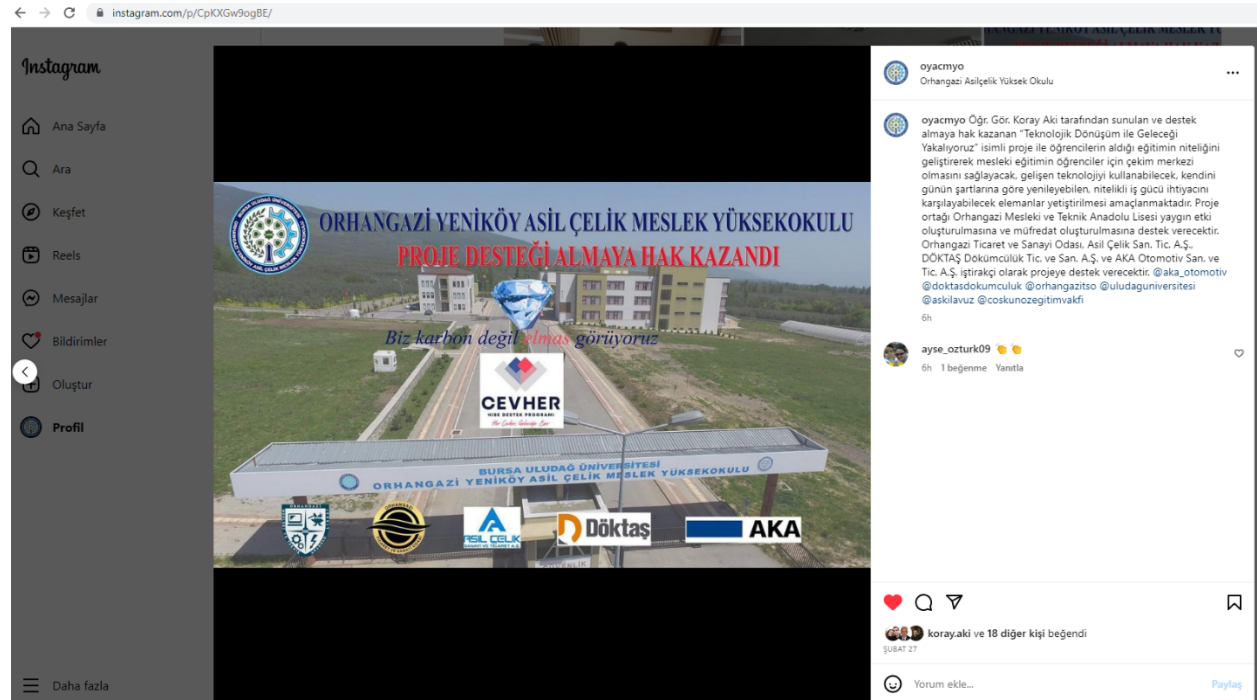 instagram.com/p/CpKXGw9ogBE/
Instagram
Ana Sayfa
Ara
Keşfet
Reels
Mesajlar
Bildirimler
Oluştur
Profil
Daha fazla
ORHANGAZİ YENİKÖY ASİL ÇELİK MESLEK YÜKSEKOKULU
PROJE DESTEĞİ ALMAYA HAK KAZANDI
Biz karbon değil elmas görüyoruz
CEVHER
HİBE DESTEK PROGRAMI
BURSA ULUDAĞ ÜNİVERSİTESİ
ORHANGAZİ YENİKÖY ASİL ÇELİK MESLEK YÜKSEKOKULU
ORHANGAZİ
ASİL ÇELİK
SANAYİ VE TİCARET A.Ş.
Döktaş
AKA
GÜVENLİK
oyacmyo
Orhangazi Asilçelik Yüksek Okulu
oyacmyo Öğr. Gör. Koray Aki tarafından sunulan ve destek
almaya hak kazanan "Teknolojik Dönüşüm ile Geleceği
Yakalıyoruz" isimli proje ile öğrencilerin aldığı eğitimin niteliğini
geliştirerek mesleki eğitimin öğrenciler için çekim merkezi
olmasını sağlayacak, gelişen teknolojiyi kullanabilecek, kendini
günün şartlarına göre yenileyebilen, nitelikli iş gücü ihtiyacını
karşılayabilecek elemanlar yetiştirilmesi amaçlanmaktadır. Proje
ortağı Orhangazi Mesleki ve Teknik Anadolu Lisesi yaygın etki
oluşturulmasına ve müfredat oluşturulmasına destek verecektir.
Orhangazi Ticaret ve Sanayi Odası, Asil Çelik San. Tic. A.Ş.,
DÖKTAŞ Dökümcülük Tic. ve San. A.Ş. ve AKA Otomotiv San. ve
Tic. A.Ş. iştirakçi olarak projeye destek verecektir. @aka_otomotiv
@doktasdokumculuk @orhangazitso @uludaguniversitesi
@askilavuz @coskunozegitimvakfi
6h
ayse_ozturk09 👏 👏
6h 1 beğenme Yanıtla
koray.aki ve 18 diğer kişi beğendi
ŞUBAT 27
Yorum ekle...
Paylaş